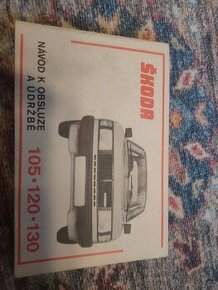 ŠKODA
105 • 120 • 130
NÁVOD K OBSLUZE
A ÚDRŽBĚ